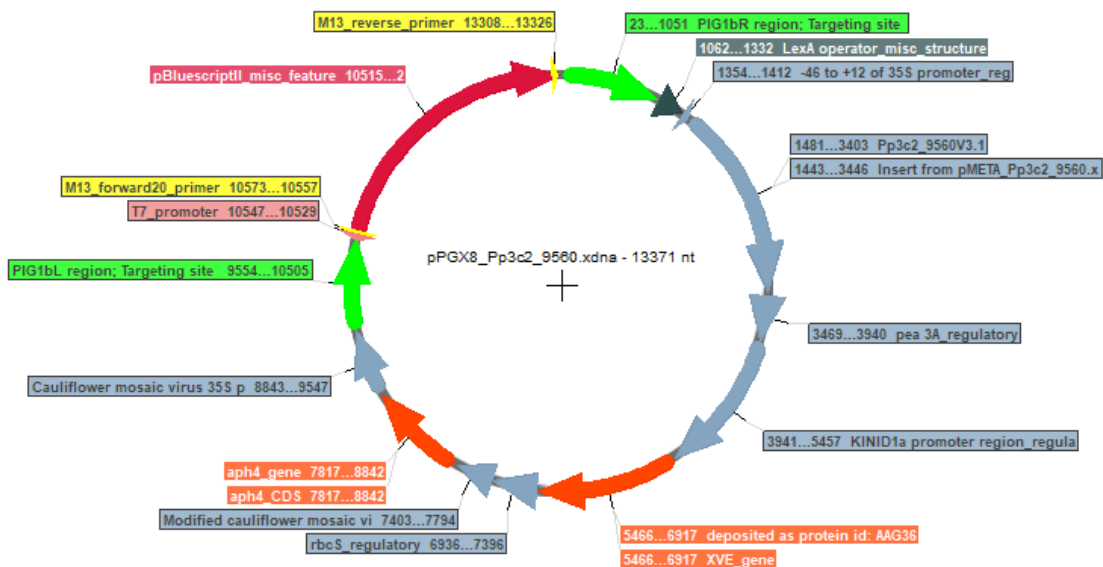 M13_reverse_primer 13308...13326
23...1051 PIG1bR region; Targeting site
1062...1332 LexA operator_misc_structure
pBluescriptII_misc_feature 10515...2
1354...1412 -46 to +12 of 35S promoter_reg
1481...3403 Pp3c2_9560V3.1
1443...3446 Insert from pMETA_Pp3c2_9560.x
M13_forward20_primer 10573...10557
T7_promoter 10547...10529
pPGX8_Pp3c2_9560.xdna - 13371 nt
PIG1bL region; Targeting site 9554...10505
3469...3940 pea 3A_regulatory
Cauliflower mosaic virus 35S p 8843...9547
3941...5457 KINID1a promoter region_regula
aph4_gene 7817...8842
aph4_CDS 7817...8842
Modified cauliflower mosaic vi 7403...7794
rbcS_regulatory 6936...7396
5466...6917 deposited as protein id: AAG36
5466...6917 XVE_gene